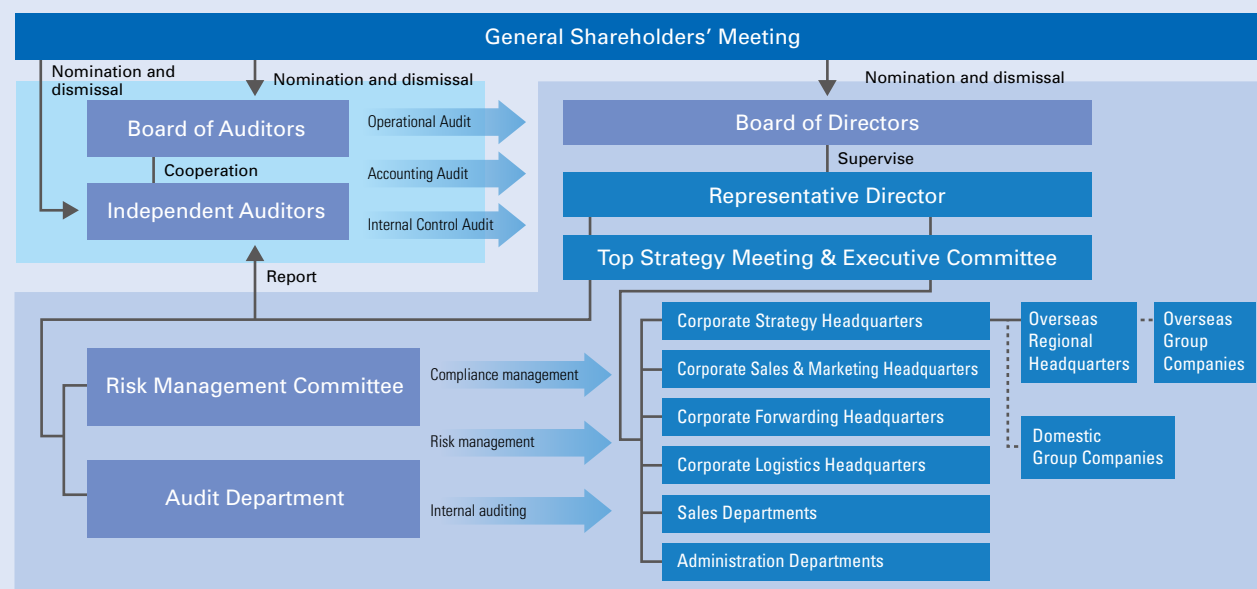 General Shareholders’ Meeting
Nomination and
dismissal
Nomination and dismissal
Nomination and dismissal
Board of Auditors
Operational Audit
Board of Directors
Cooperation
Accounting Audit
Supervise
Independent Auditors
Internal Control Audit
Representative Director
Report
Top Strategy Meeting & Executive Committee
Risk Management Committee
Compliance management
Risk management
Audit Department
Internal auditing
Corporate Strategy Headquarters
Corporate Sales & Marketing Headquarters
Corporate Forwarding Headquarters
Corporate Logistics Headquarters
Sales Departments
Administration Departments
Overseas
Regional
Headquarters
Overseas
Group
Companies
Domestic
Group Companies